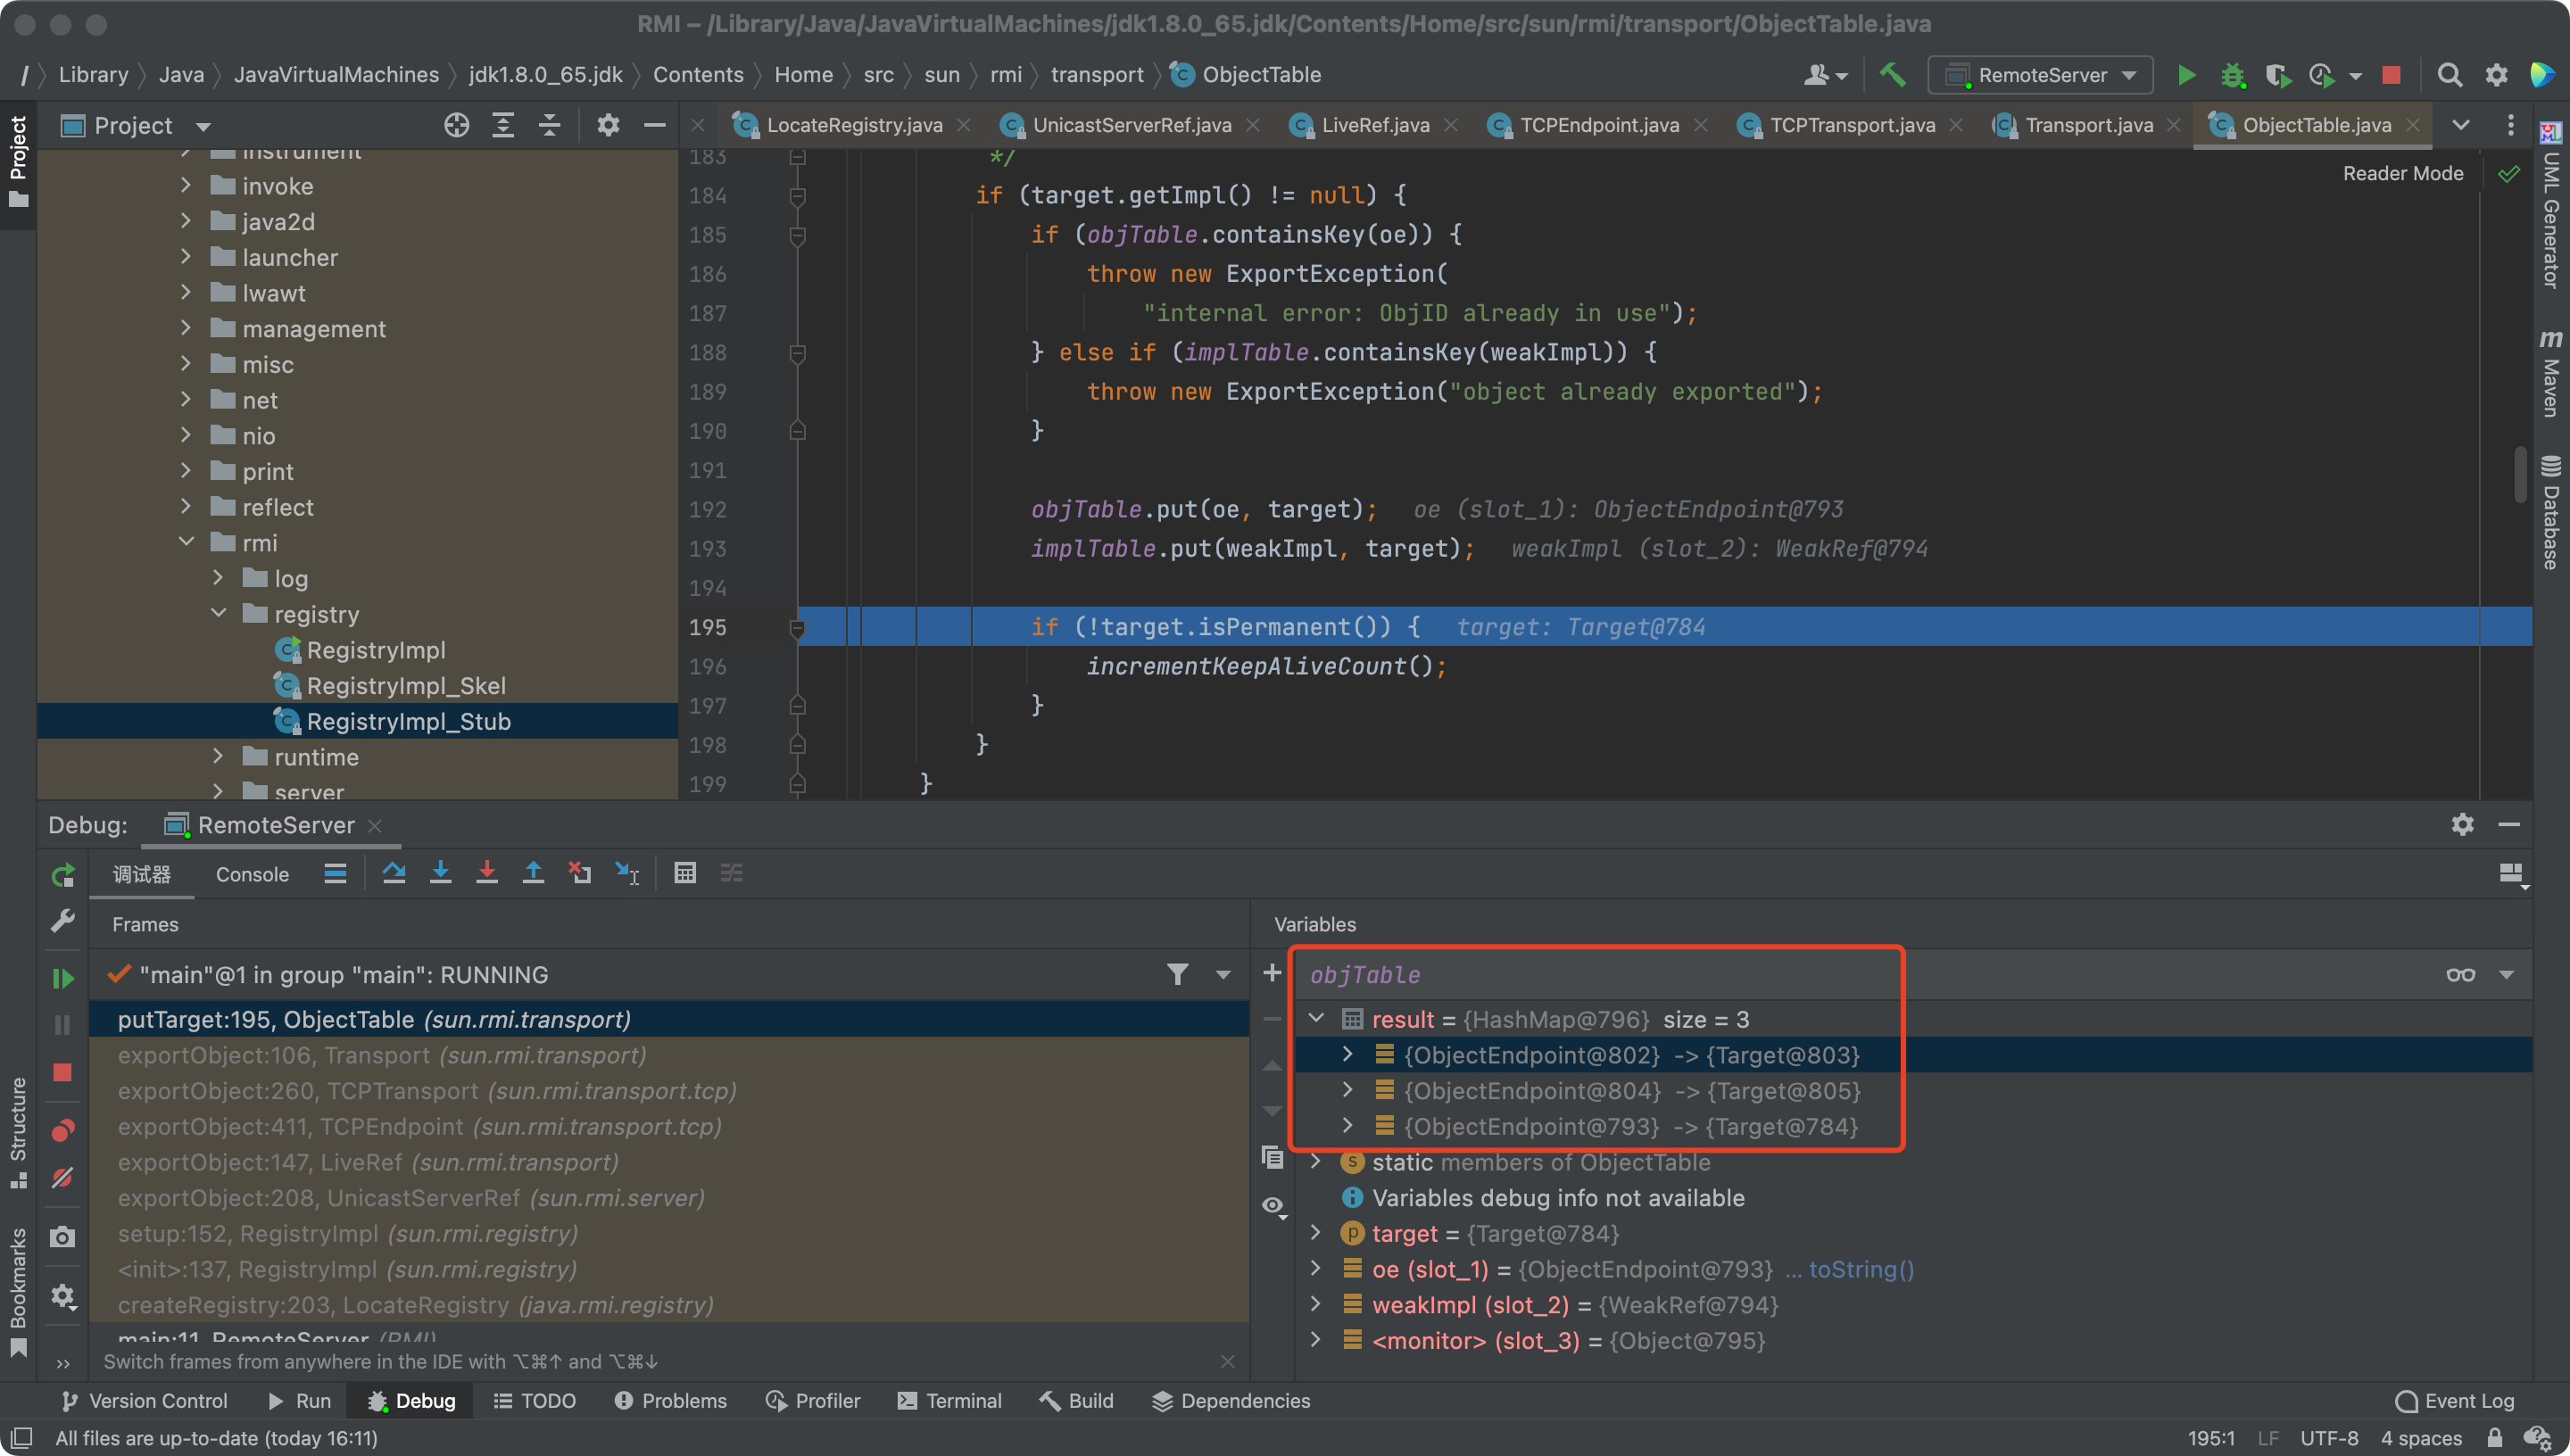 RMI – /Library/Java/JavaVirtualMachines/jdk1.8.0_65.jdk/Contents/Home/src/sun/rmi/transport/ObjectTable.java
/ Library Java JavaVirtualMachines jdk1.8.0_65.jdk Contents Home src sun rmi transport ObjectTable RemoteServer
Project
Project
LocateRegistry.java UnicastServerRef.java LiveRef.java TCPEndpoint.java TCPTransport.java Transport.java ObjectTable.java
Reader Mode
instrument
invoke
java2d
launcher
lwawt
management
misc
net
nio
print
reflect
rmi
log
registry
RegistryImpl
RegistryImpl_Skel
RegistryImpl_Stub
runtime
server
183 */
184 if (target.getImpl() != null) {
185 if (objTable.containsKey(oe)) {
186 throw new ExportException(
187 "internal error: ObjID already in use");
188 } else if (implTable.containsKey(weakImpl)) {
189 throw new ExportException("object already exported");
190 }
191
192 objTable.put(oe, target); oe (slot_1): ObjectEndpoint@793
193 implTable.put(weakImpl, target); weakImpl (slot_2): WeakRef@794
194
195 if (!target.isPermanent()) { target: Target@784
196 incrementKeepAliveCount();
197 }
198 }
199 }
UML Generator
m Maven
Database
Debug: RemoteServer
调试器 Console
Frames
"main"@1 in group "main": RUNNING
putTarget:195, ObjectTable (sun.rmi.transport)
exportObject:106, Transport (sun.rmi.transport)
exportObject:260, TCPTransport (sun.rmi.transport.tcp)
exportObject:411, TCPEndpoint (sun.rmi.transport.tcp)
exportObject:147, LiveRef (sun.rmi.transport)
exportObject:208, UnicastServerRef (sun.rmi.server)
setup:152, RegistryImpl (sun.rmi.registry)
<init>:137, RegistryImpl (sun.rmi.registry)
createRegistry:203, LocateRegistry (java.rmi.registry)
main:11, RemoteServer (RMI)
Switch frames from anywhere in the IDE with ⌥⌘↑ and ⌥⌘↓
Variables
objTable
result = {HashMap@796} size = 3
{ObjectEndpoint@802} -> {Target@803}
{ObjectEndpoint@804} -> {Target@805}
{ObjectEndpoint@793} -> {Target@784}
static members of ObjectTable
Variables debug info not available
target = {Target@784}
oe (slot_1) = {ObjectEndpoint@793} ... toString()
weakImpl (slot_2) = {WeakRef@794}
<monitor> (slot_3) = {Object@795}
Structure
Bookmarks
Version Control Run Debug TODO Problems Profiler Terminal Build Dependencies Event Log
All files are up-to-date (today 16:11) 195:1 LF UTF-8 4 spaces